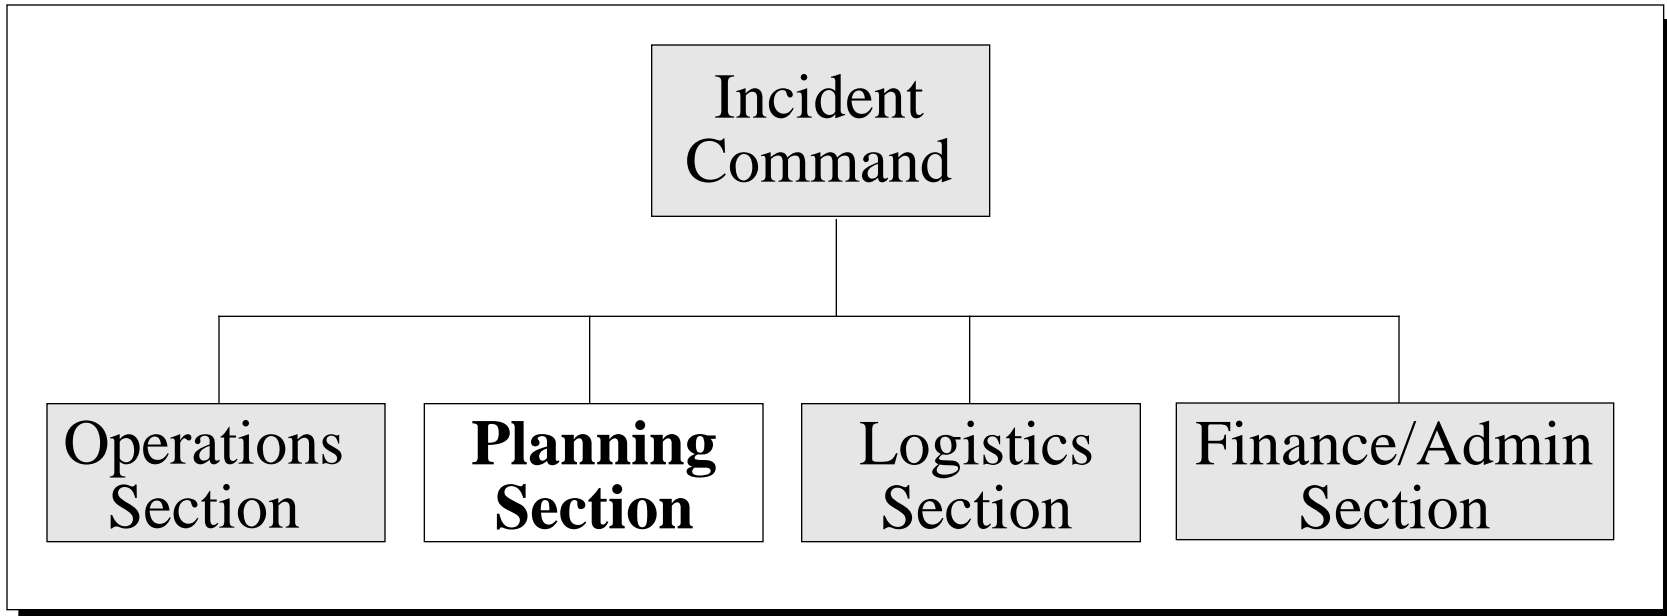 Incident
Command
Operations
Section
Planning
Section
Logistics
Section
Finance/Admin
Section